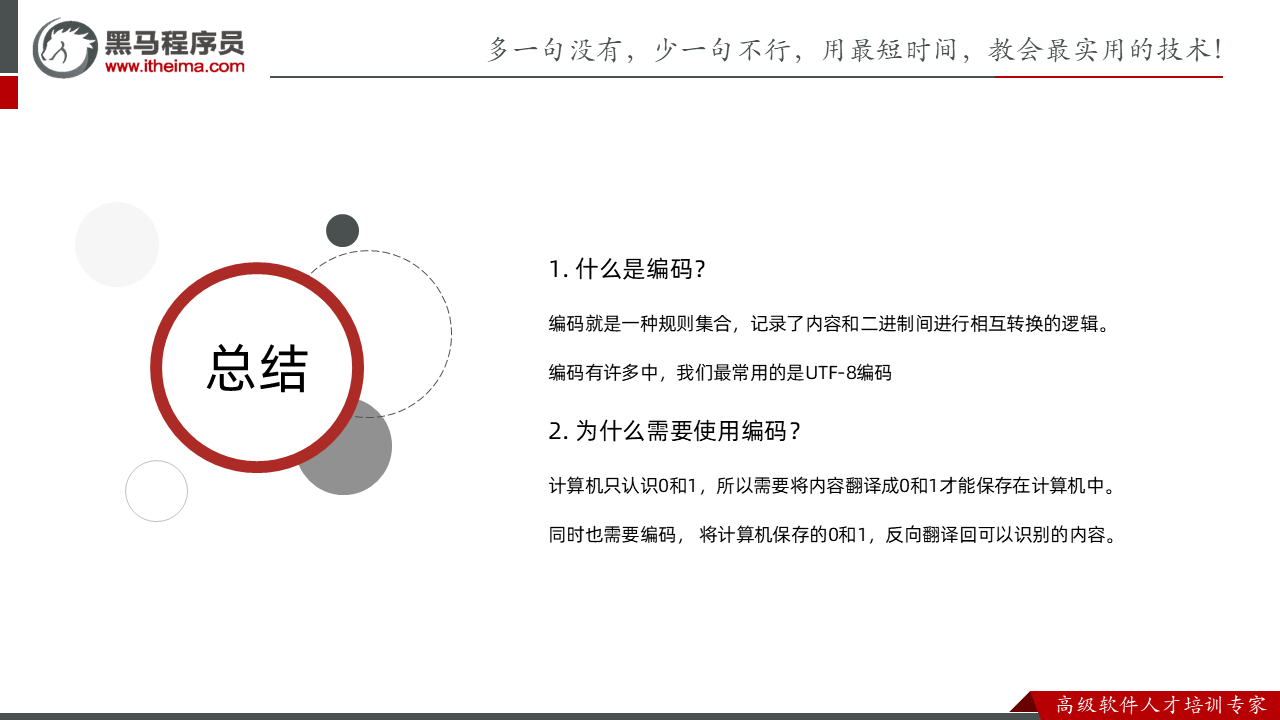 黑马程序员
www.itheima.com
多一句没有，少一句不行，用最短时间，教会最实用的技术！
总结
1. 什么是编码？
编码就是一种规则集合，记录了内容和二进制间进行相互转换的逻辑。
编码有许多中，我们最常用的是UTF-8编码
2. 为什么需要使用编码？
计算机只认识0和1，所以需要将内容翻译成0和1才能保存在计算机中。
同时也需要编码， 将计算机保存的0和1，反向翻译回可以识别的内容。
高级软件人才培训专家